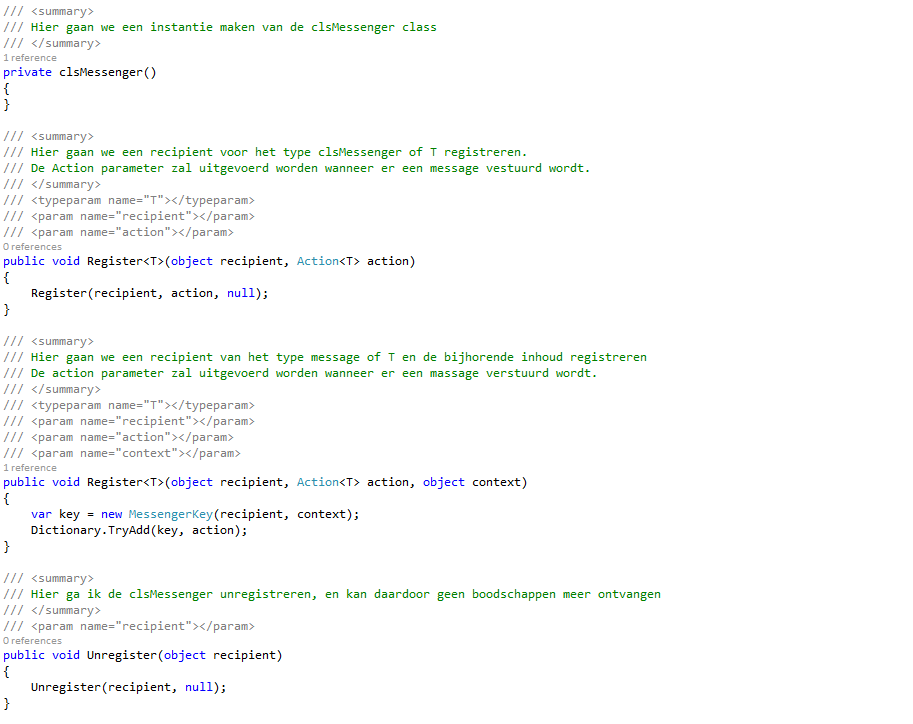 /// <summary>
/// Hier gaan we een instantie maken van de clsMessenger class
/// </summary>
1 reference
private clsMessenger()
{
}
/// <summary>
/// Hier gaan we een recipient voor het type clsMessenger of T registreren.
/// De Action parameter zal uitgevoerd worden wanneer er een message vestuurd wordt.
/// </summary>
/// <typeparam name="T"></typeparam>
/// <param name="recipient"></param>
/// <param name="action"></param>
0 references
public void Register<T>(object recipient, Action<T> action)
{
    Register(recipient, action, null);
}
/// <summary>
/// Hier gaan we een recipient van het type message of T en de bijhorende inhoud registreren
/// De action parameter zal uitgevoerd worden wanneer er een massage verstuurd wordt.
/// </summary>
/// <typeparam name="T"></typeparam>
/// <param name="recipient"></param>
/// <param name="action"></param>
/// <param name="context"></param>
1 reference
public void Register<T>(object recipient, Action<T> action, object context)
{
    var key = new MessengerKey(recipient, context);
    Dictionary.TryAdd(key, action);
}
/// <summary>
/// Hier ga ik de clsMessenger unregistreren, en kan daardoor geen boodschappen meer ontvangen
/// </summary>
/// <param name="recipient"></param>
0 references
public void Unregister(object recipient)
{
    Unregister(recipient, null);
}